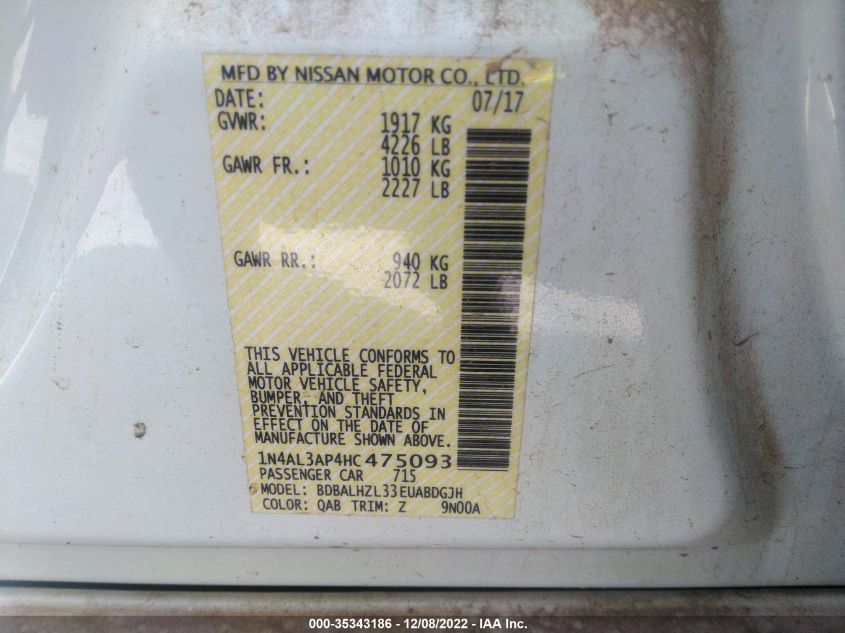 MFD BY NISSAN MOTOR CO., LTD.
DATE: 07/17
GVWR: 1917 KG
4226 LB
GAWR FR.: 1010 KG
2227 LB
GAWR RR.: 940 KG
2072 LB
THIS VEHICLE CONFORMS TO
ALL APPLICABLE FEDERAL
MOTOR VEHICLE SAFETY,
BUMPER, AND THEFT
PREVENTION STANDARDS IN
EFFECT ON THE DATE OF
MANUFACTURE SHOWN ABOVE.
1N4AL3AP4HC475093
PASSENGER CAR 715
MODEL: BDBALHZL33EUABDGJH
COLOR: QAB TRIM: Z 9N00A
000-35343186 - 12/08/2022 - IAA Inc.